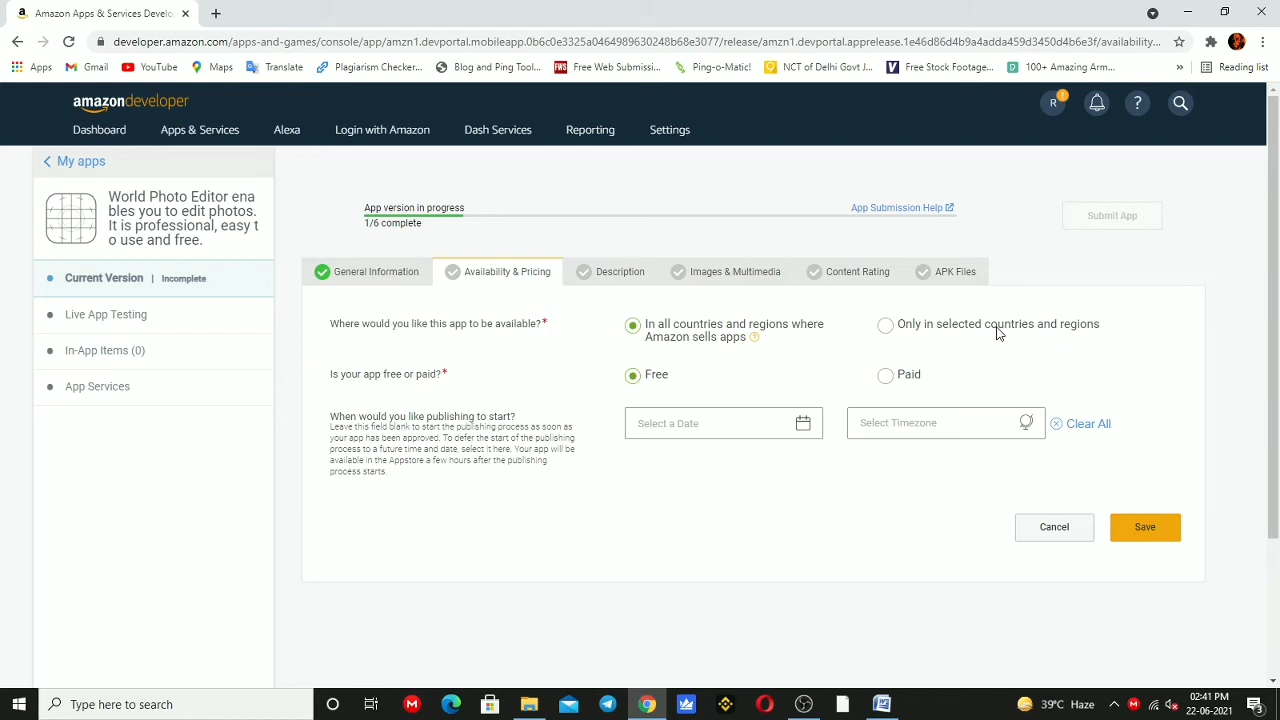 Amazon Apps & Services Develo
developer.amazon.com/apps-and-games/console/app/amzn1.devportal.mobileapp.0b6c0e3325a0464989630248b68e3077/release/amzn1.devportal.apprelease.1e46d86d4b9a4adda459d3450d4b6e3f/availability...
Apps
Gmail
YouTube
Maps
Translate
Plagiarism Checker...
Blog and Ping Tool...
Free Web Submissi...
Ping-o-Matic!
NCT of Delhi Govt J...
Free Stock Footage...
100+ Amazing Arm...
»
Reading list
amazondeveloper
R
1
?
Dashboard
Apps & Services
Alexa
Login with Amazon
Dash Services
Reporting
Settings
My apps
World Photo Editor ena
bles you to edit photos.
It is professional, easy t
o use and free.
Current Version | Incomplete
Live App Testing
In-App Items (0)
App Services
App version in progress
App Submission Help
1/6 complete
Submit App
General Information
Availability & Pricing
Description
Images & Multimedia
Content Rating
APK Files
Where would you like this app to be available?*
In all countries and regions where
Amazon sells apps ?
Only in selected countries and regions
Is your app free or paid?*
Free
Paid
When would you like publishing to start?
Leave this field blank to start the publishing process as soon as
your app has been approved. To defer the start of the publishing
process to a future time and date, select it here. Your app will be
available in the Appstore a few hours after the publishing
process starts.
Select a Date
Select Timezone
Clear All
Cancel
Save
Type here to search
39°C Haze
02:41 PM
22-06-2021
3